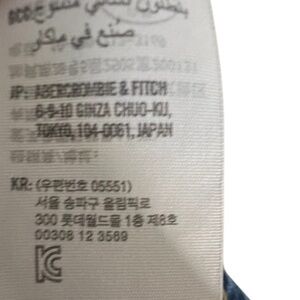 صُنع في ماكاو
JP: ABERCROMBIE & FITCH
6-9-10 GINZA CHUO-KU,
TOKYO, 104-0061, JAPAN
KR: (우편번호 05551)
서울 송파구 올림픽로
300 롯데월드몰 1층 제8호
00308 12 3569